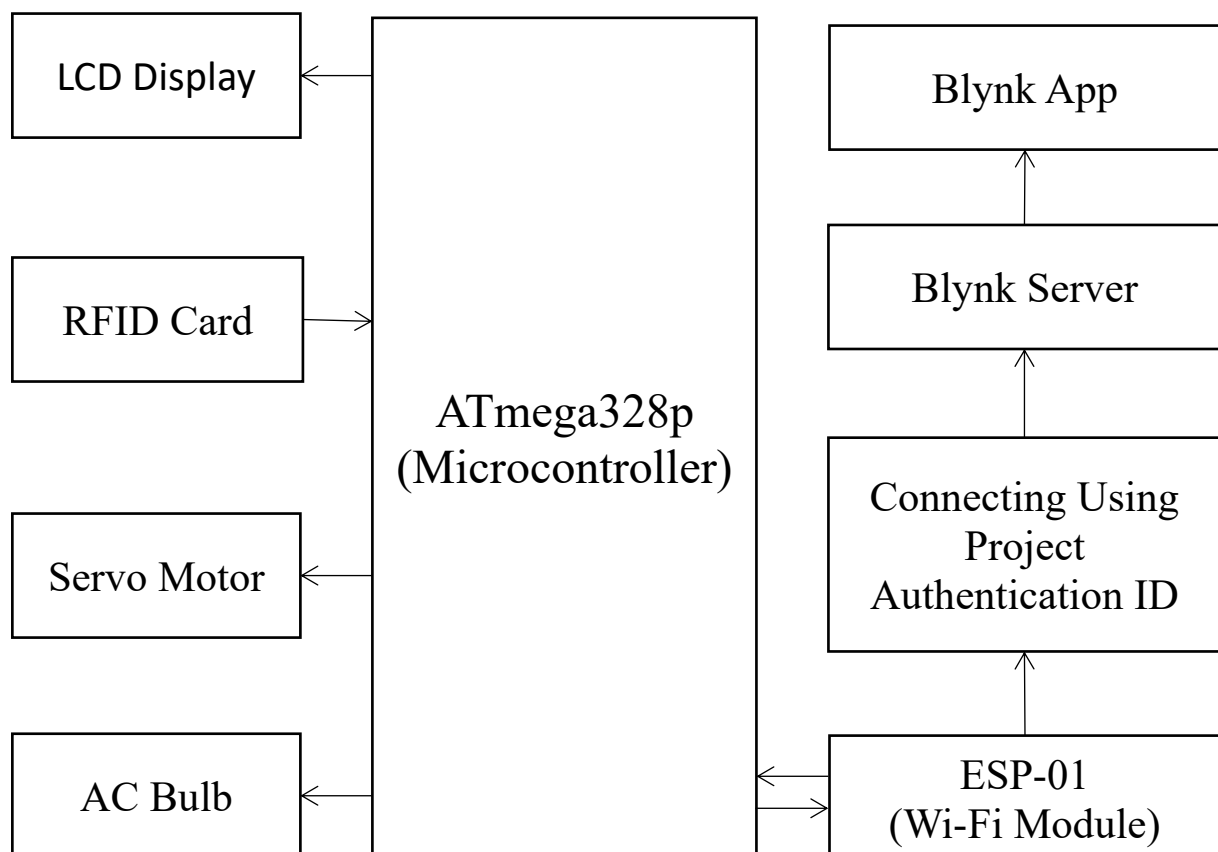 LCD Display
RFID Card
Servo Motor
AC Bulb
ATmega328p
(Microcontroller)
Blynk App
Blynk Server
Connecting Using
Project
Authentication ID
ESP-01
(Wi-Fi Module)